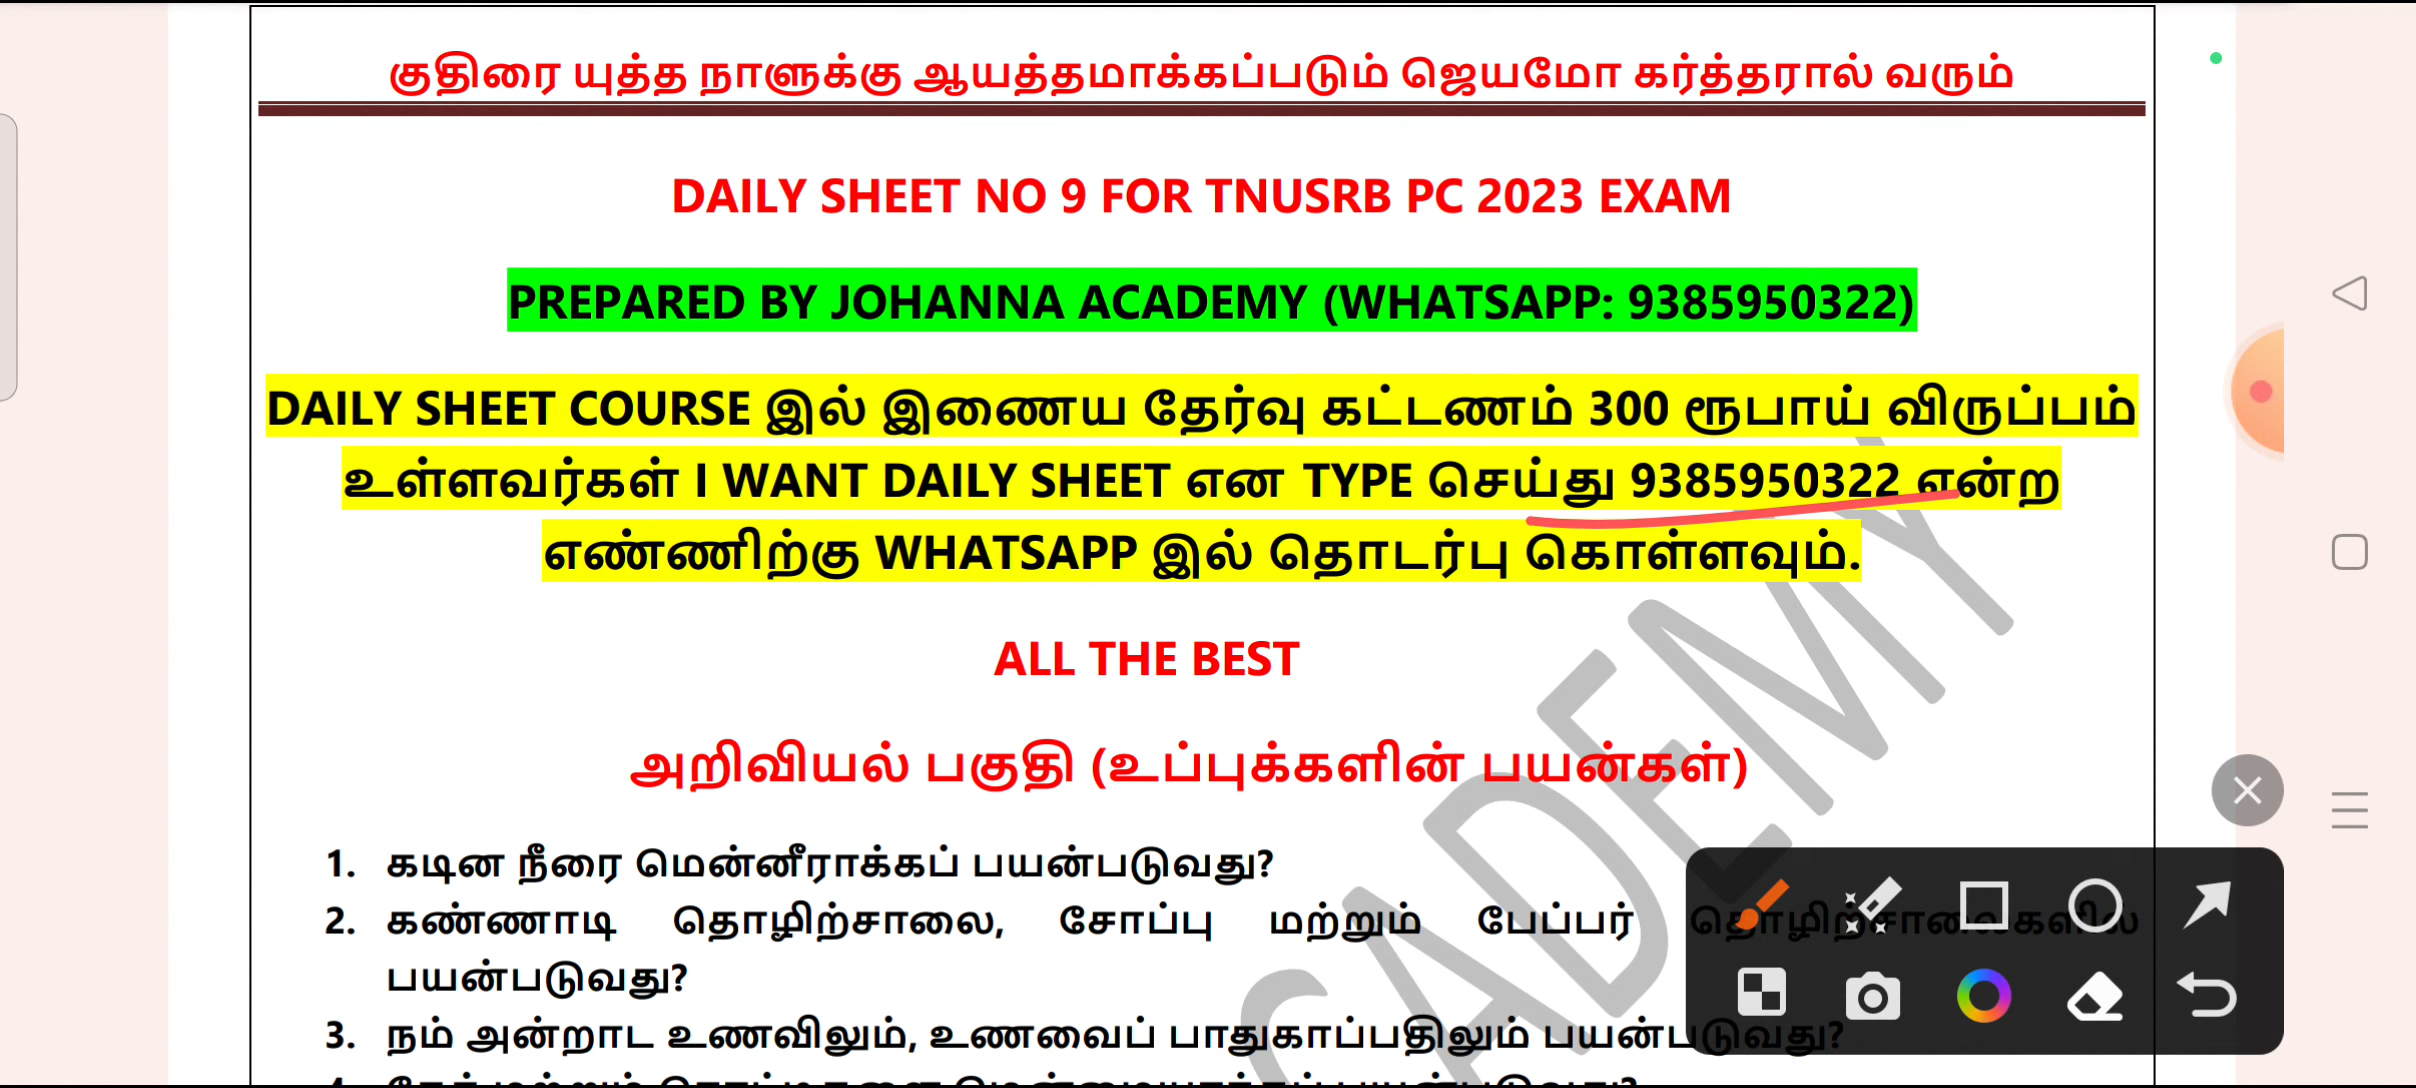 குதிரை யுத்த நாளுக்கு ஆயத்தமாக்கப்படும் ஜெயமோ கர்த்தரால் வரும்
DAILY SHEET NO 9 FOR TNUSRB PC 2023 EXAM
PREPARED BY JOHANNA ACADEMY (WHATSAPP: 9385950322)
DAILY SHEET COURSE இல் இணைய தேர்வு கட்டணம் 300 ரூபாய் விருப்பம்
உள்ளவர்கள் I WANT DAILY SHEET என TYPE செய்து 9385950322 என்ற
எண்ணிற்கு WHATSAPP இல் தொடர்பு கொள்ளவும்.
ALL THE BEST
அறிவியல் பகுதி (உப்புக்களின் பயன்கள்)
1. கடின நீரை மென்னீராக்கப் பயன்படுவது?
2. கண்ணாடி தொழிற்சாலை, சோப்பு மற்றும் பேப்பர் தொழிற்சாலைகளில்
பயன்படுவது?
3. நம் அன்றாட உணவிலும், உணவைப் பாதுகாப்பதிலும் பயன்படுவது?
CADEMY